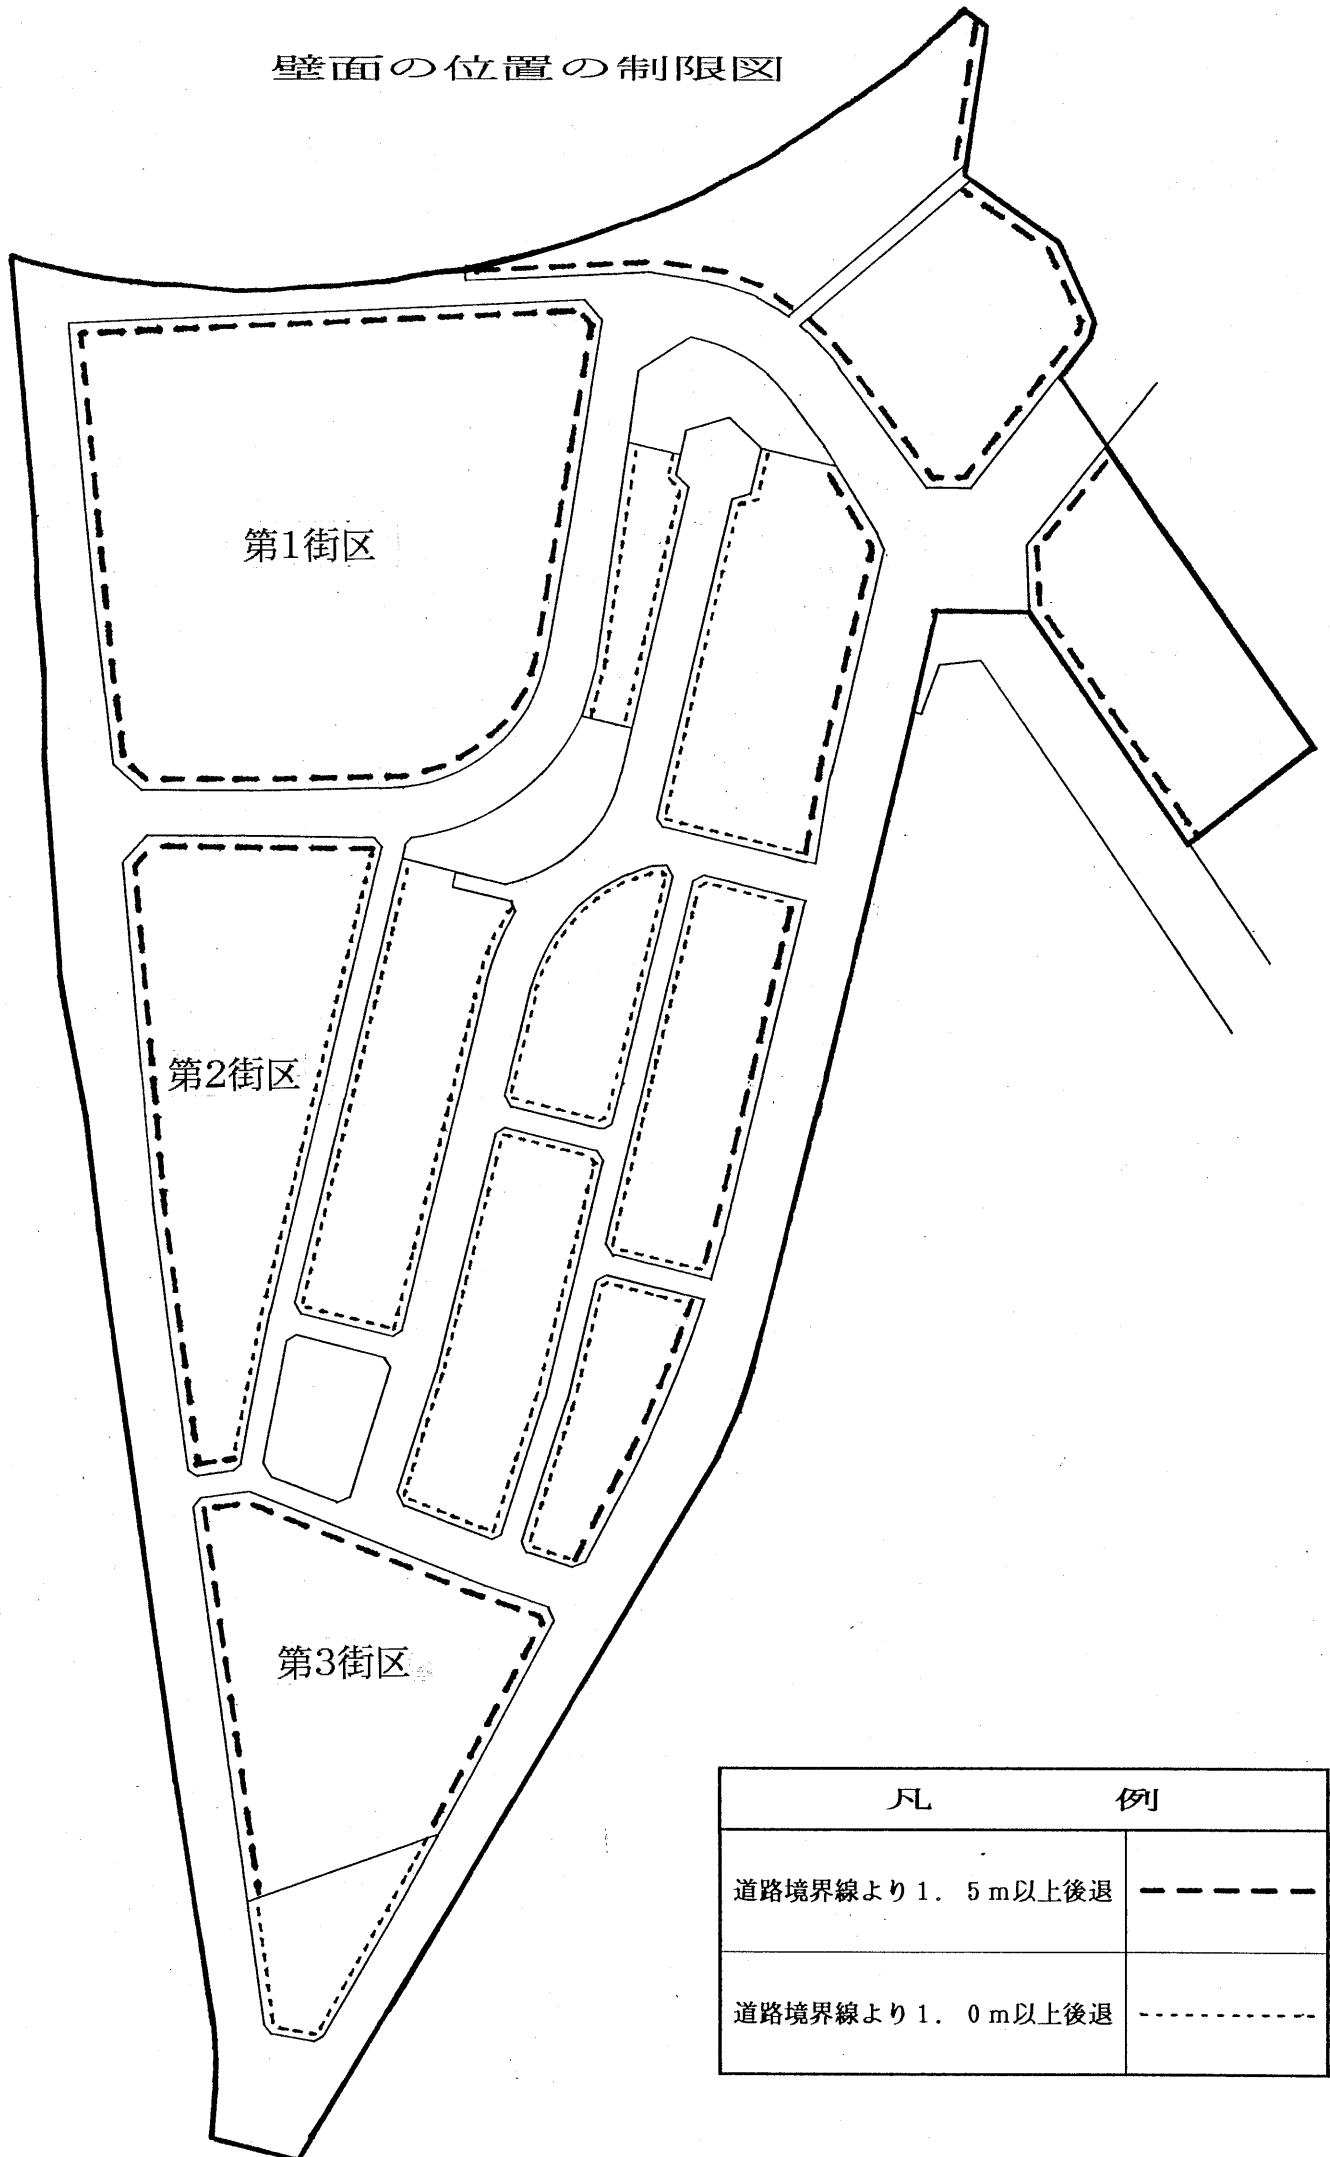 壁面の位置の制限図
第1街区
第2街区
第3街区
凡 例
道路境界線より1. 5m以上後退
道路境界線より1. 0m以上後退